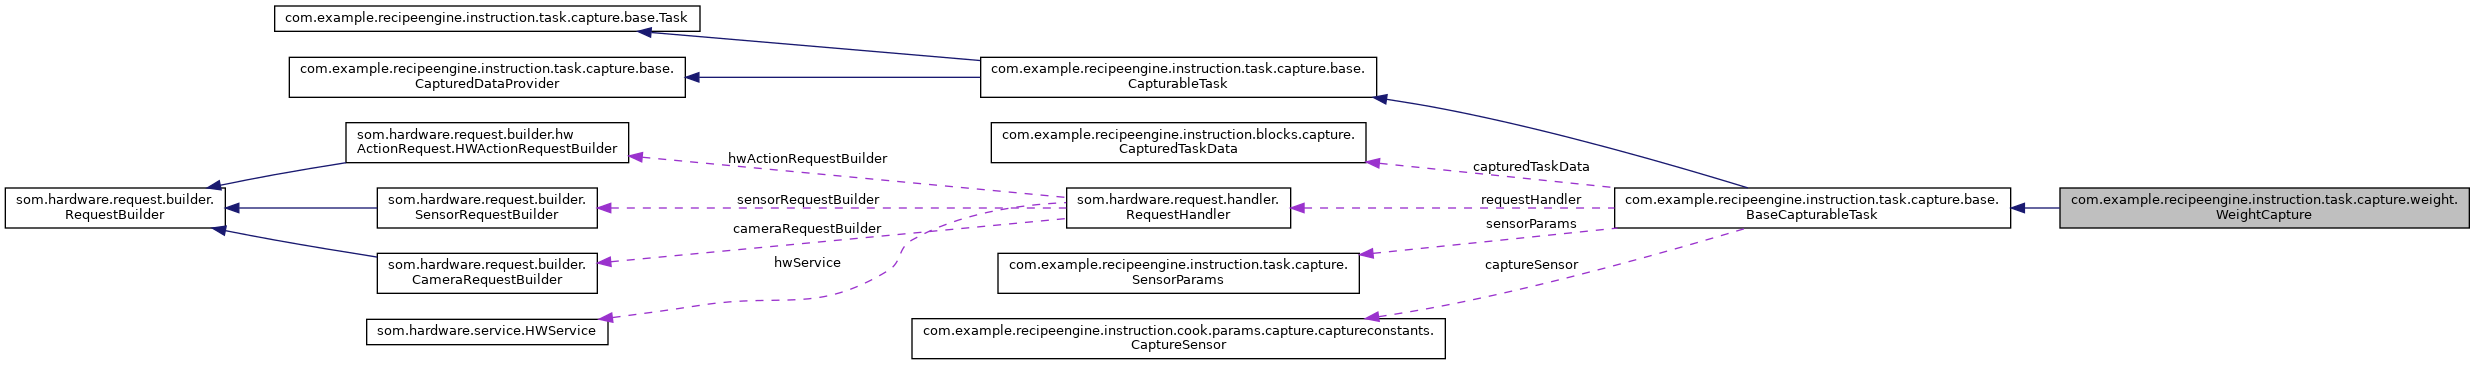 com.example.recipeengine.instruction.task.capture.base.Task
com.example.recipeengine.instruction.task.capture.base.
CapturedDataProvider
com.example.recipeengine.instruction.task.capture.base.
CapturableTask
som.hardware.request.builder.hw
ActionRequest.HWActionRequestBuilder
com.example.recipeengine.instruction.blocks.capture.
CapturedTaskData
hwActionRequestBuilder
capturedTaskData
som.hardware.request.builder.
RequestBuilder
som.hardware.request.builder.
SensorRequestBuilder
sensorRequestBuilder
som.hardware.request.handler.
RequestHandler
requestHandler
com.example.recipeengine.instruction.task.capture.base.
BaseCapturableTask
com.example.recipeengine.instruction.task.capture.weight.
WeightCapture
cameraRequestBuilder
sensorParams
som.hardware.request.builder.
CameraRequestBuilder
hwService
com.example.recipeengine.instruction.task.capture.
SensorParams
captureSensor
som.hardware.service.HWService
com.example.recipeengine.instruction.cook.params.capture.captureconstants.
CaptureSensor